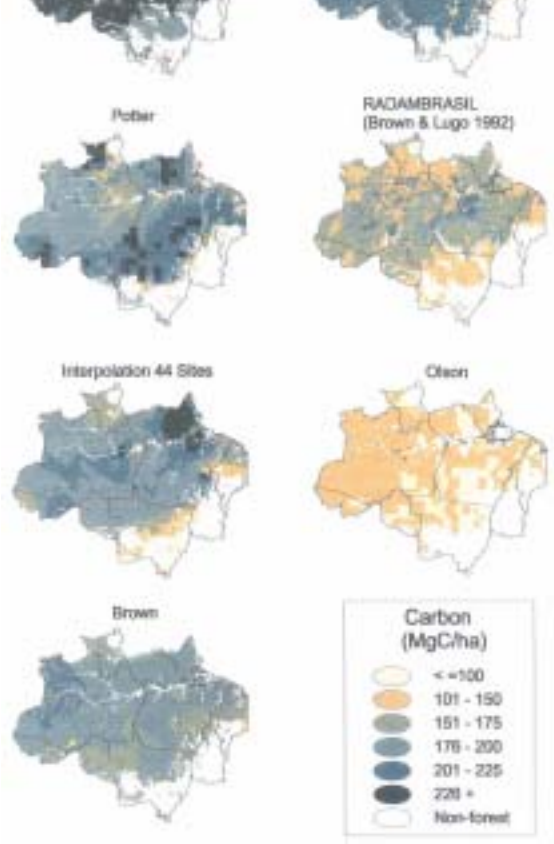 Potter
RADAMBRASIL
(Brown & Lugo 1992)
Interpolation 44 Sites
Olson
Brown
Carbon
(MgC/ha)
<=100
101 - 150
151 - 175
176 - 200
201 - 225
226 +
Non-forest